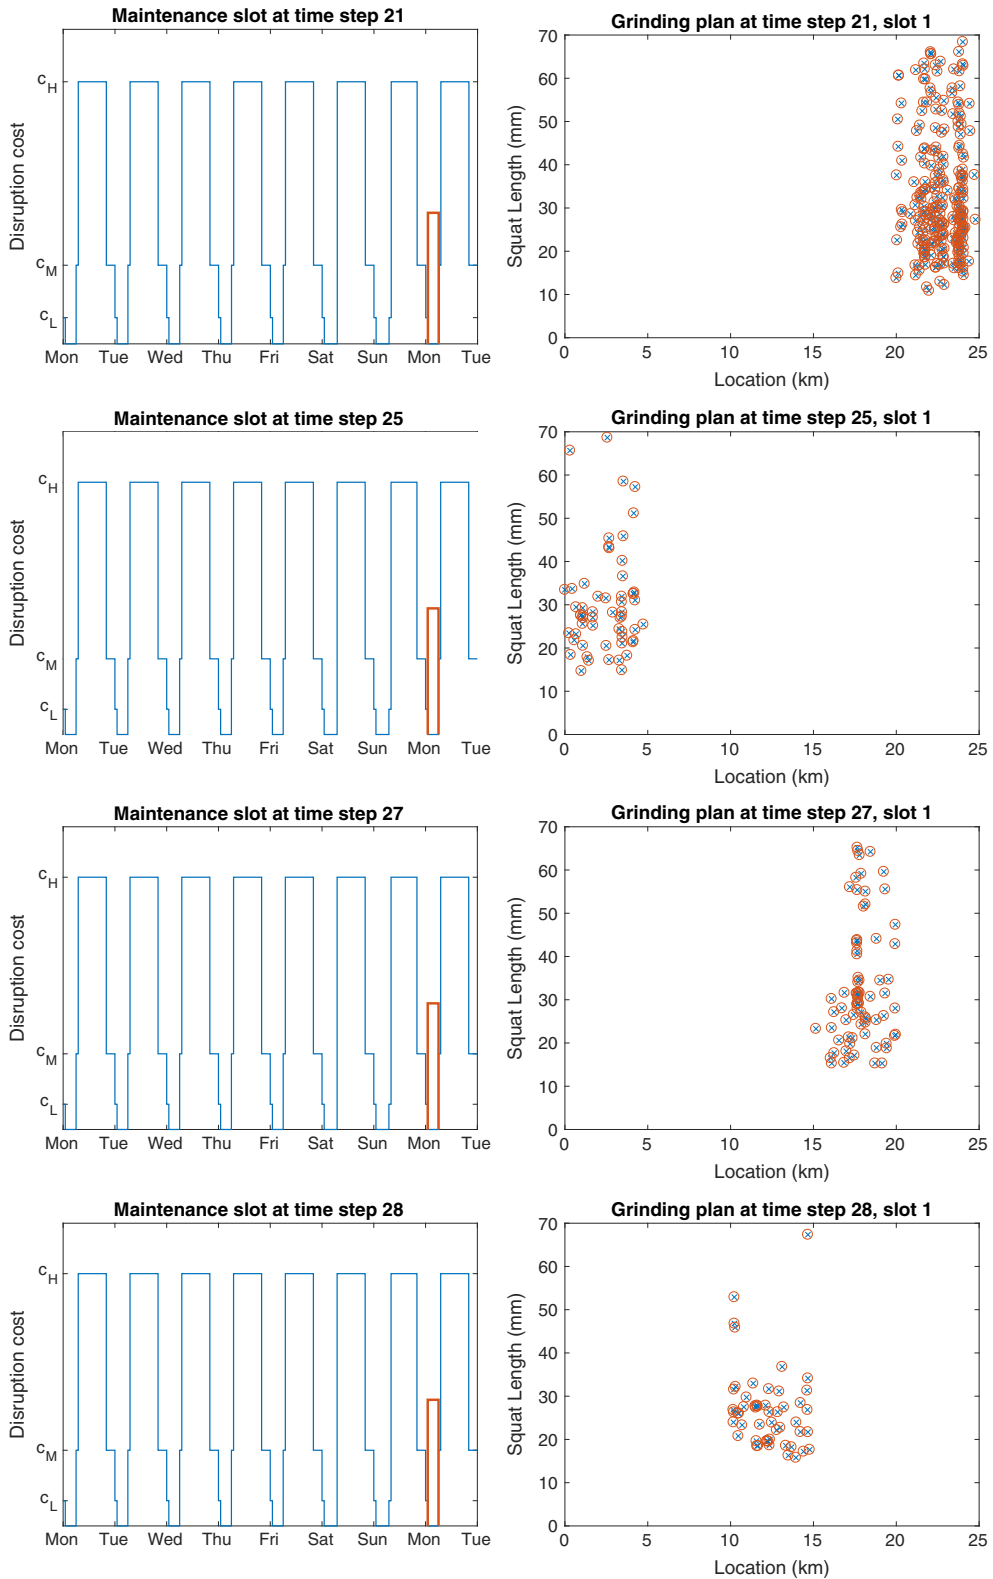 Maintenance slot at time step 21
Disruption cost
c_H
c_M
c_L
Mon Tue Wed Thu Fri Sat Sun Mon Tue
Grinding plan at time step 21, slot 1
Squat Length (mm)
70
60
50
40
30
20
10
0
0 5 10 15 20 25
Location (km)
Maintenance slot at time step 25
Disruption cost
c_H
c_M
c_L
Mon Tue Wed Thu Fri Sat Sun Mon Tue
Grinding plan at time step 25, slot 1
Squat Length (mm)
70
60
50
40
30
20
10
0
0 5 10 15 20 25
Location (km)
Maintenance slot at time step 27
Disruption cost
c_H
c_M
c_L
Mon Tue Wed Thu Fri Sat Sun Mon Tue
Grinding plan at time step 27, slot 1
Squat Length (mm)
70
60
50
40
30
20
10
0
0 5 10 15 20 25
Location (km)
Maintenance slot at time step 28
Disruption cost
c_H
c_M
c_L
Mon Tue Wed Thu Fri Sat Sun Mon Tue
Grinding plan at time step 28, slot 1
Squat Length (mm)
70
60
50
40
30
20
10
0
0 5 10 15 20 25
Location (km)